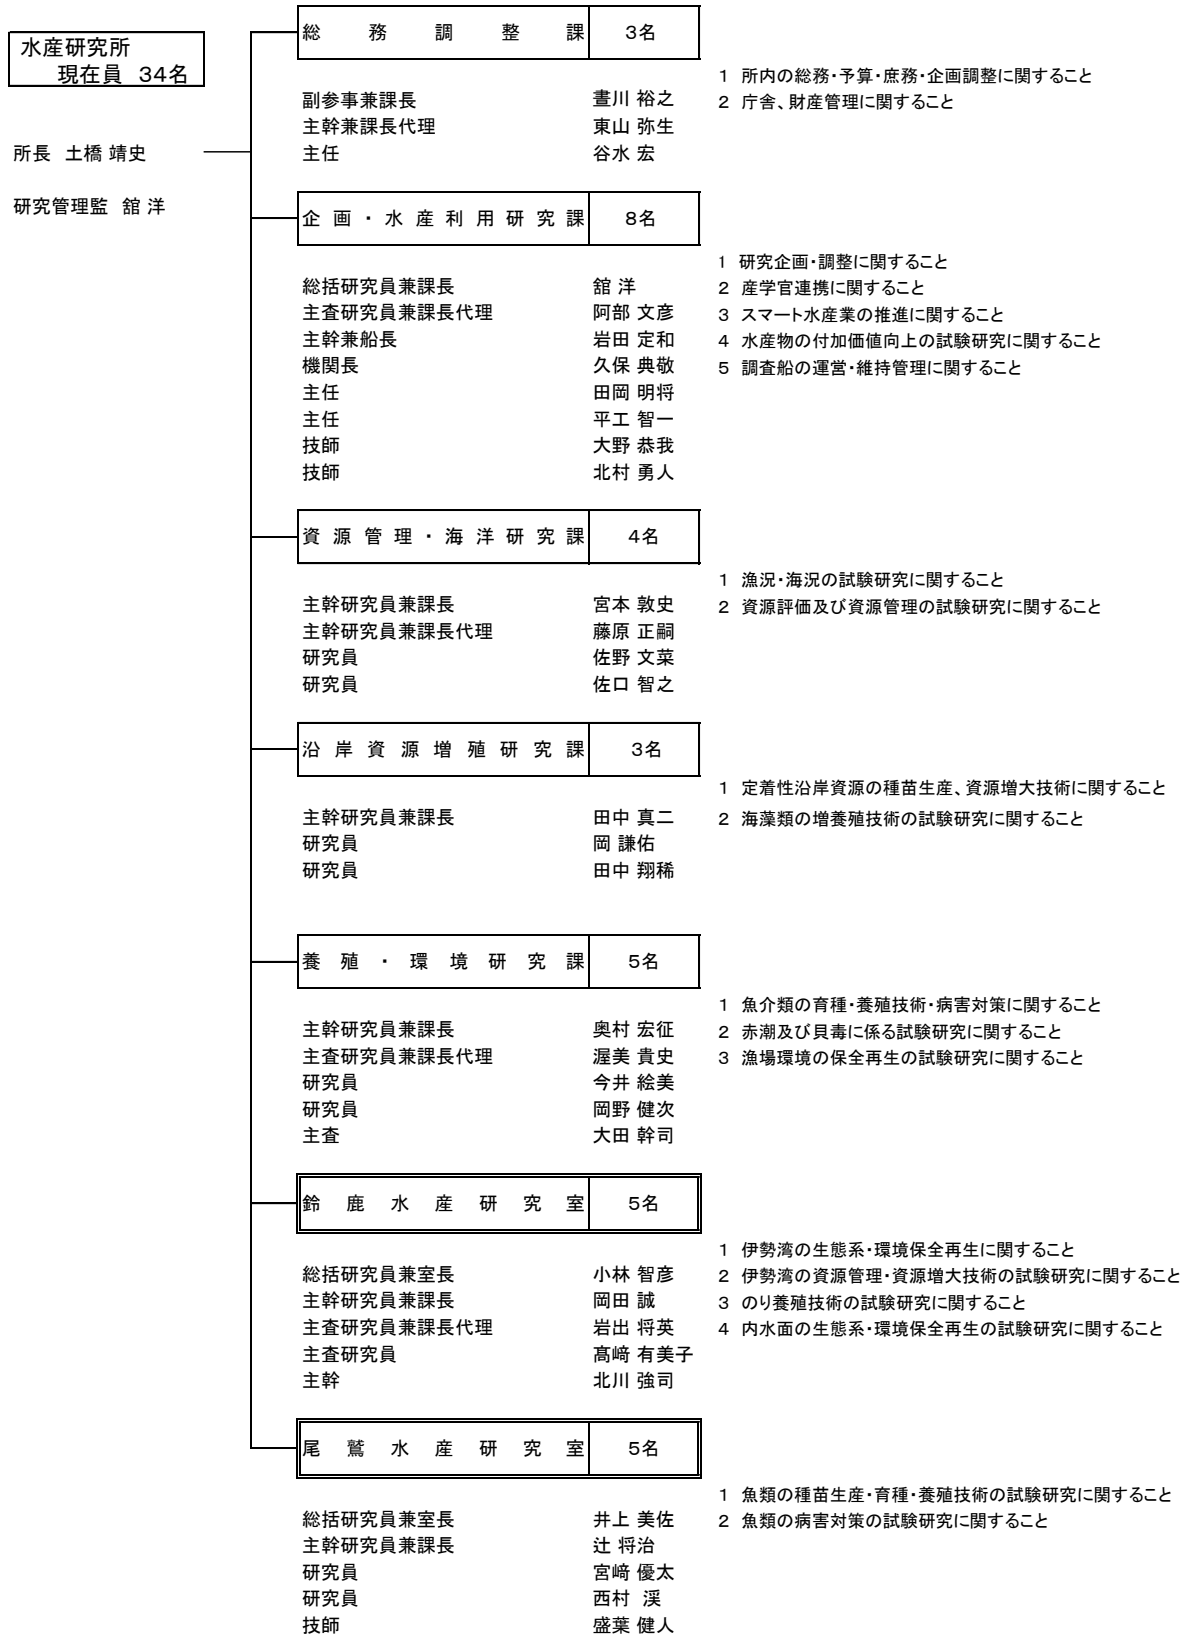 水産研究所
現在員 34名
所長 土橋 靖史
研究管理監 舘 洋
総務調整課 3名
1 所内の総務・予算・庶務・企画調整に関すること
副参事兼課長 晝川 裕之 2 庁舎、財産管理に関すること
主幹兼課長代理 東山 弥生
主任 谷水 宏
企画・水産利用研究課 8名
1 研究企画・調整に関すること
総括研究員兼課長 舘 洋 2 産学官連携に関すること
主査研究員兼課長代理 阿部 文彦 3 スマート水産業の推進に関すること
主幹兼船長 岩田 定和 4 水産物の付加価値向上の試験研究に関すること
機関長 久保 典敬 5 調査船の運営・維持管理に関すること
主任 田岡 明将
主任 平工 智一
技師 大野 恭我
技師 北村 勇人
資源管理・海洋研究課 4名
1 漁況・海況の試験研究に関すること
主幹研究員兼課長 宮本 敦史 2 資源評価及び資源管理の試験研究に関すること
主幹研究員兼課長代理 藤原 正嗣
研究員 佐野 文菜
研究員 佐口 智之
沿岸資源増殖研究課 3名
1 定着性沿岸資源の種苗生産、資源増大技術に関すること
主幹研究員兼課長 田中 真二 2 海藻類の増養殖技術の試験研究に関すること
研究員 岡 謙佑
研究員 田中 翔稀
養殖・環境研究課 5名
1 魚介類の育種・養殖技術・病害対策に関すること
主幹研究員兼課長 奥村 宏征 2 赤潮及び貝毒に係る試験研究に関すること
主査研究員兼課長代理 渥美 貴史 3 漁場環境の保全再生の試験研究に関すること
研究員 今井 絵美
研究員 岡野 健次
主査 大田 幹司
鈴鹿水産研究室 5名
1 伊勢湾の生態系・環境保全再生に関すること
総括研究員兼室長 小林 智彦 2 伊勢湾の資源管理・資源増大技術の試験研究に関すること
主幹研究員兼課長 岡田 誠 3 のり養殖技術の試験研究に関すること
主査研究員兼課長代理 岩出 将英 4 内水面の生態系・環境保全再生の試験研究に関すること
主査研究員 髙﨑 有美子
主幹 北川 強司
尾鷲水産研究室 5名
1 魚類の種苗生産・育種・養殖技術の試験研究に関すること
総括研究員兼室長 井上 美佐 2 魚類の病害対策の試験研究に関すること
主幹研究員兼課長 辻 将治
研究員 宮﨑 優太
研究員 西村 渓
技師 盛葉 健人